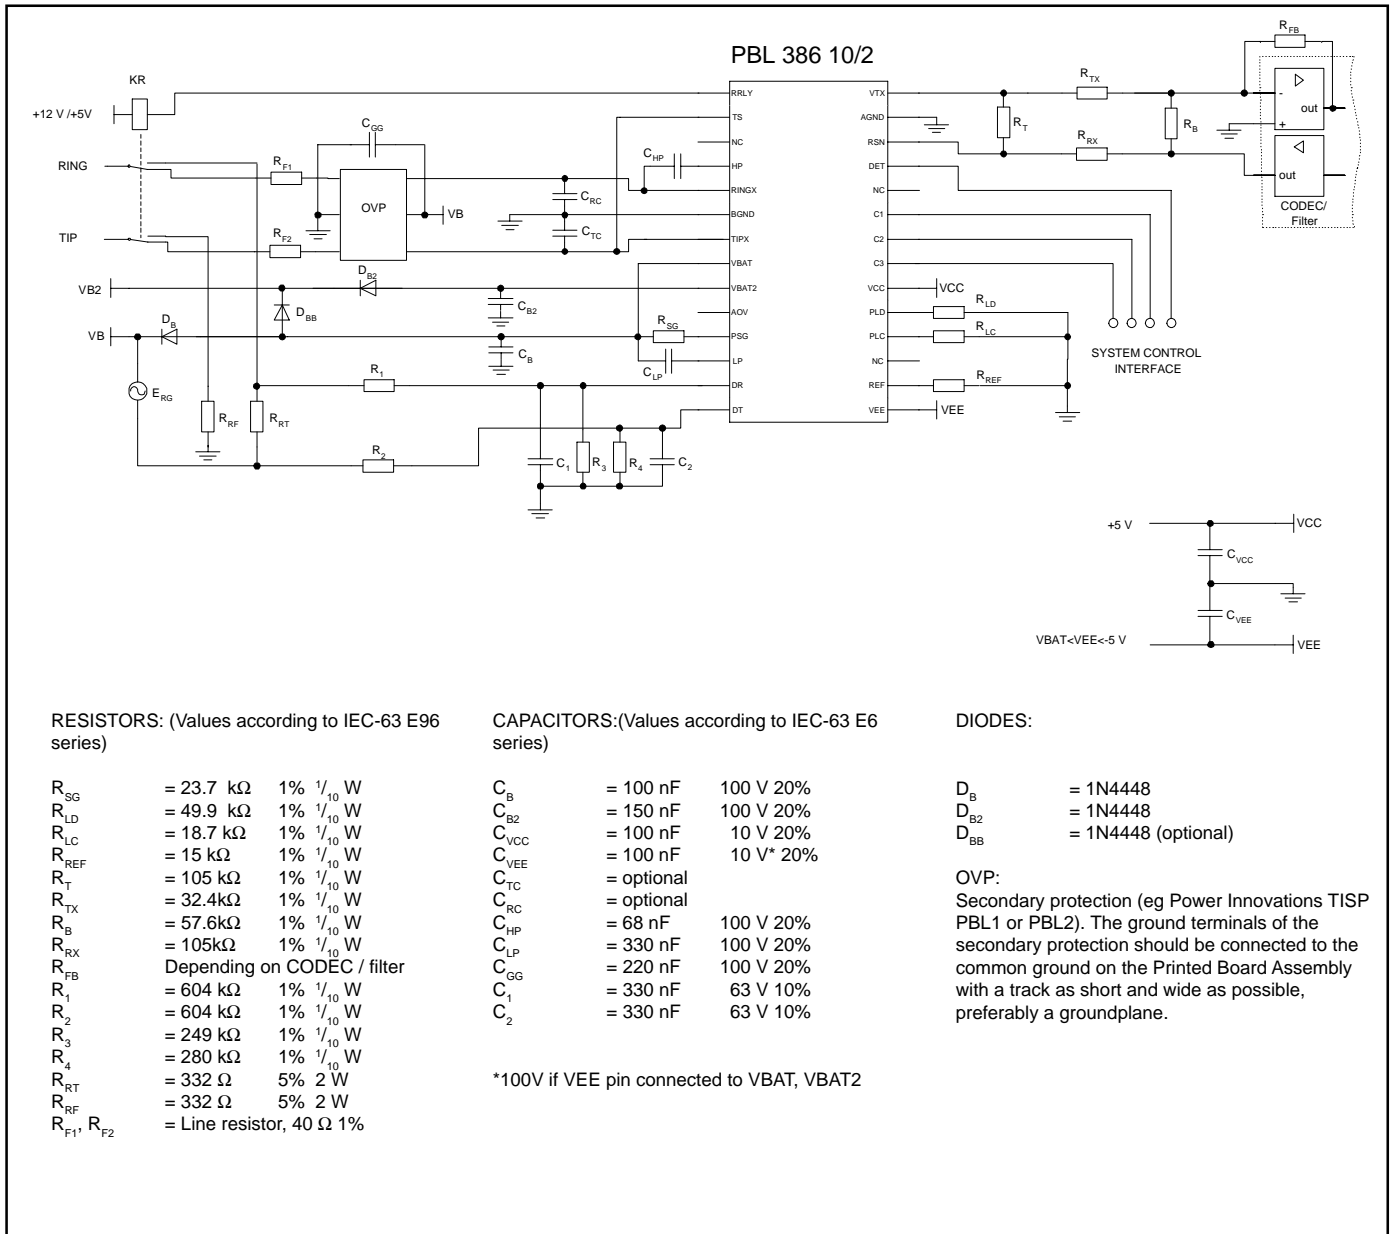 PBL 386 10/2
KR
+12 V /+5V
RING
TIP
VB2
VB
E_RG
R_F1
R_F2
C_GG
OVP
VB
C_HP
C_RC
C_TC
D_B2
D_BB
D_B
C_B2
C_B
R_SG
C_LP
R_1
R_2
R_RF
R_RT
C_1
R_3
R_4
C_2
RRLY
TS
NC
HP
RINGX
BGND
TIPX
VBAT
VBAT2
AOV
PSG
LP
DR
DT
VTX
AGND
RSN
DET
NC
C1
C2
C3
VCC
PLD
PLC
NC
REF
VEE
VCC
VEE
R_LD
R_LC
R_REF
R_T
R_TX
R_RX
R_B
R_FB
-
+
out
out
CODEC/
Filter
SYSTEM CONTROL
INTERFACE
+5 V
VCC
C_VCC
C_VEE
VBAT<VEE<-5 V
VEE
RESISTORS: (Values according to IEC-63 E96
series)
R_SG = 23.7 kΩ 1% 1/10 W
R_LD = 49.9 kΩ 1% 1/10 W
R_LC = 18.7 kΩ 1% 1/10 W
R_REF = 15 kΩ 1% 1/10 W
R_T = 105 kΩ 1% 1/10 W
R_TX = 32.4kΩ 1% 1/10 W
R_B = 57.6kΩ 1% 1/10 W
R_RX = 105kΩ 1% 1/10 W
R_FB Depending on CODEC / filter
R_1 = 604 kΩ 1% 1/10 W
R_2 = 604 kΩ 1% 1/10 W
R_3 = 249 kΩ 1% 1/10 W
R_4 = 280 kΩ 1% 1/10 W
R_RT = 332 Ω 5% 2 W
R_RF = 332 Ω 5% 2 W
R_F1, R_F2 = Line resistor, 40 Ω 1%
CAPACITORS:(Values according to IEC-63 E6
series)
C_B = 100 nF 100 V 20%
C_B2 = 150 nF 100 V 20%
C_VCC = 100 nF 10 V 20%
C_VEE = 100 nF 10 V* 20%
C_TC = optional
C_RC = optional
C_HP = 68 nF 100 V 20%
C_LP = 330 nF 100 V 20%
C_GG = 220 nF 100 V 20%
C_1 = 330 nF 63 V 10%
C_2 = 330 nF 63 V 10%
*100V if VEE pin connected to VBAT, VBAT2
DIODES:
D_B = 1N4448
D_B2 = 1N4448
D_BB = 1N4448 (optional)
OVP:
Secondary protection (eg Power Innovations TISP
PBL1 or PBL2). The ground terminals of the
secondary protection should be connected to the
common ground on the Printed Board Assembly
with a track as short and wide as possible,
preferably a groundplane.